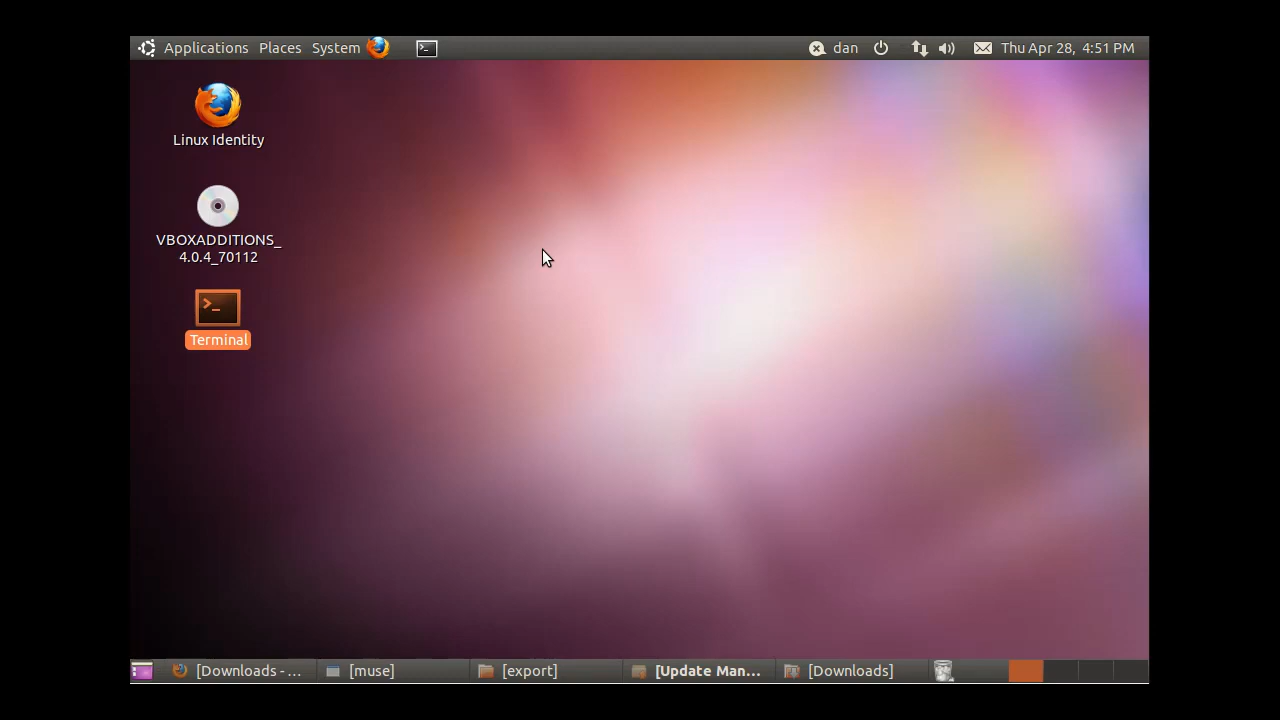 Applications Places System dan Thu Apr 28, 4:51 PM
Linux Identity
VBOXADDITIONS_
4.0.4_70112
>_
Terminal
[Downloads - ... [muse] [export] [Update Man... [Downloads]